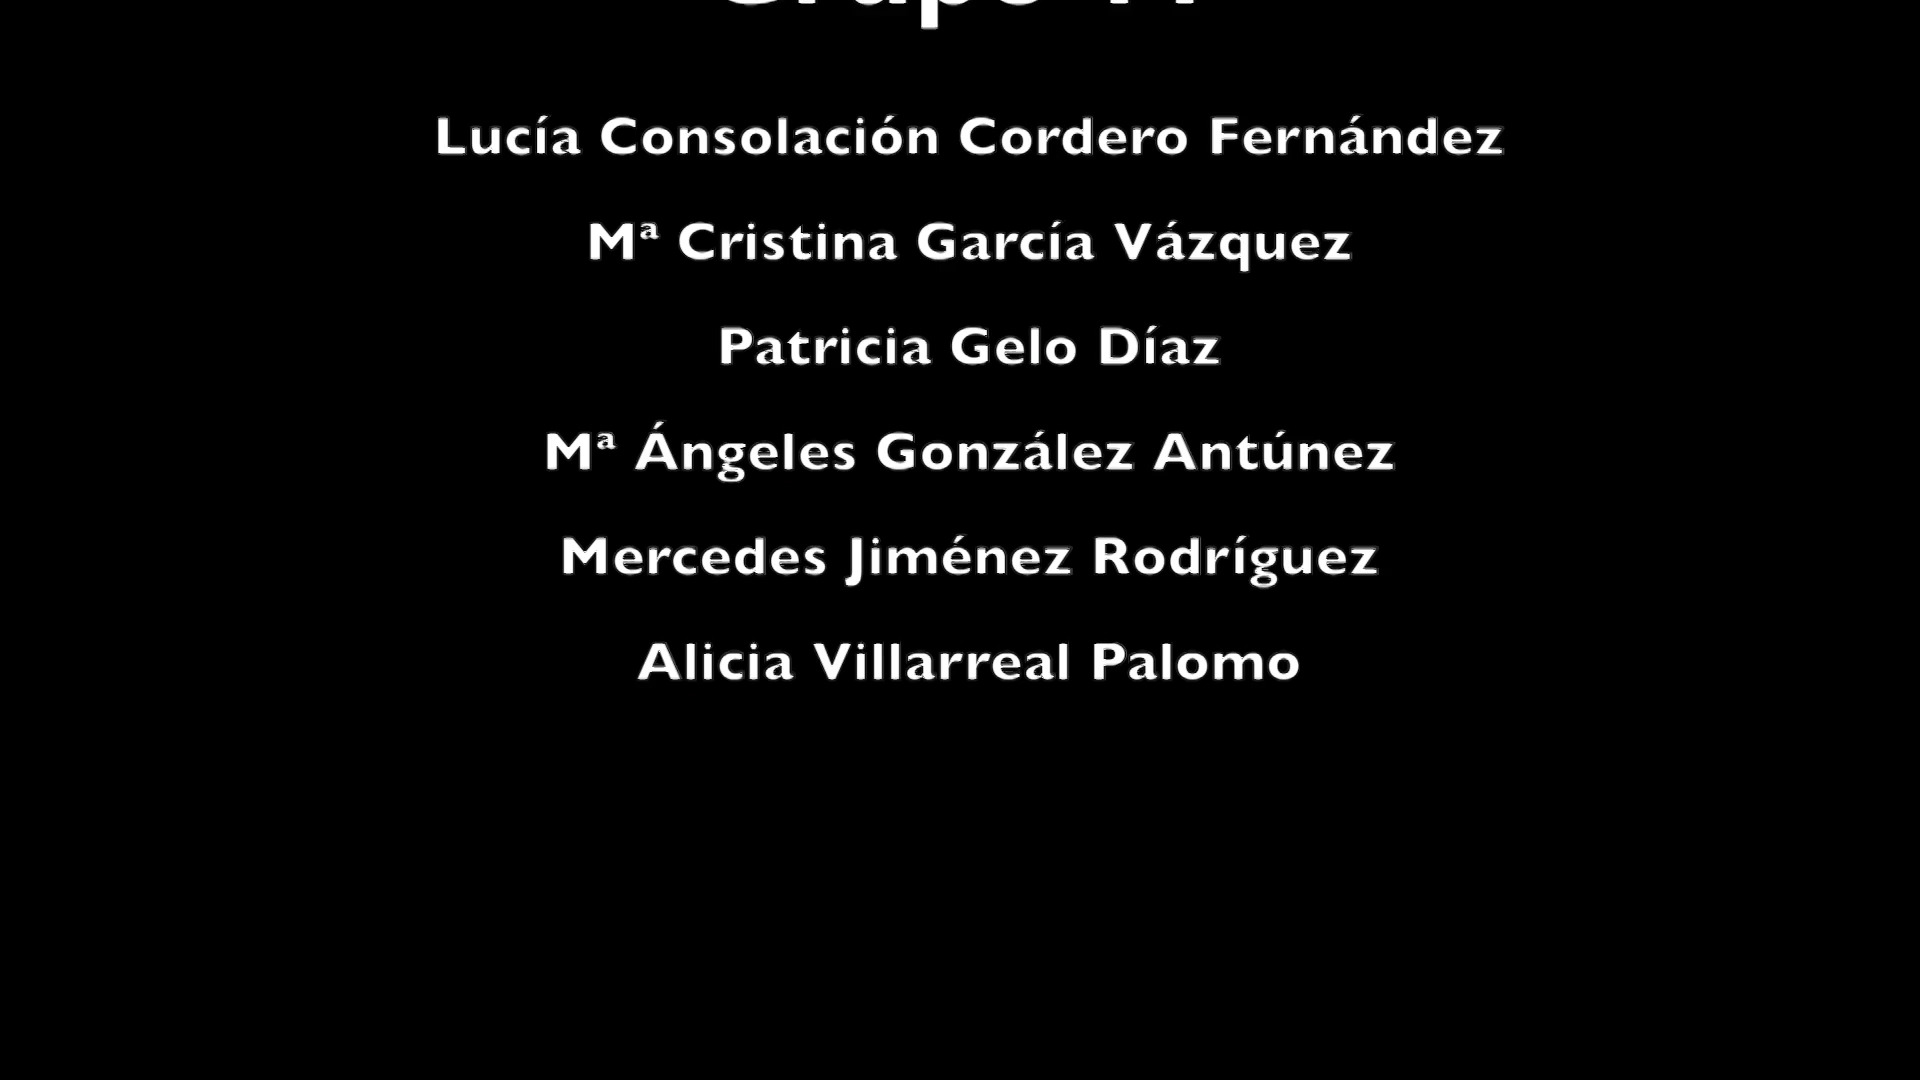 Grupo
Lucía Consolación Cordero Fernández
Mª Cristina García Vázquez
Patricia Gelo Díaz
Mª Ángeles González Antúnez
Mercedes Jiménez Rodríguez
Alicia Villarreal Palomo